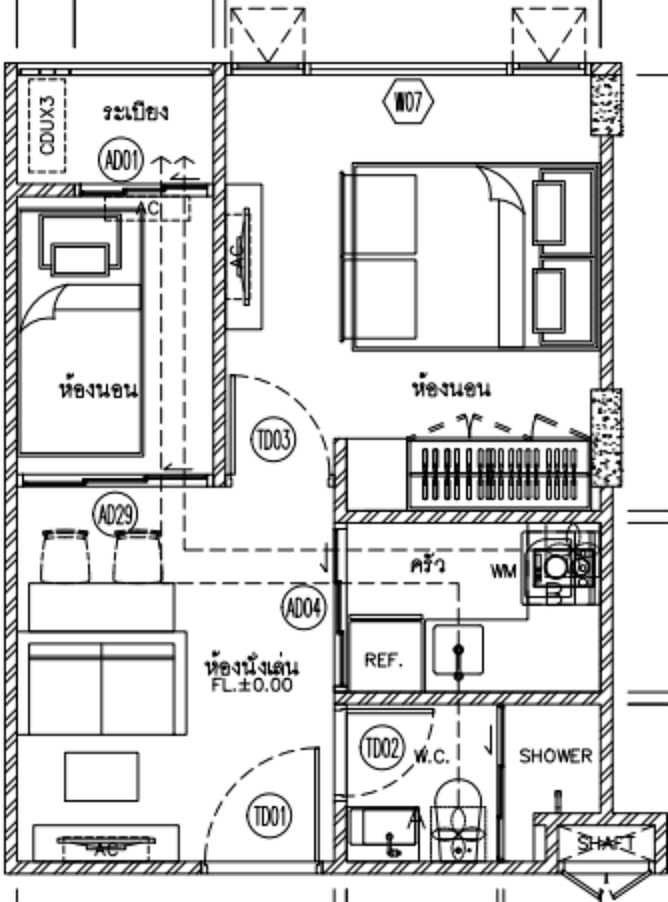 CDUX3
ระเบียง
W07
AD01
AC
AC
ห้องนอน
ห้องนอน
TD03
AD29
ครัว
WM
AD04
REF.
ห้องนั่งเล่น
FL.±0.00
TD02
W.C.
SHOWER
TD01
AC
SHAFT